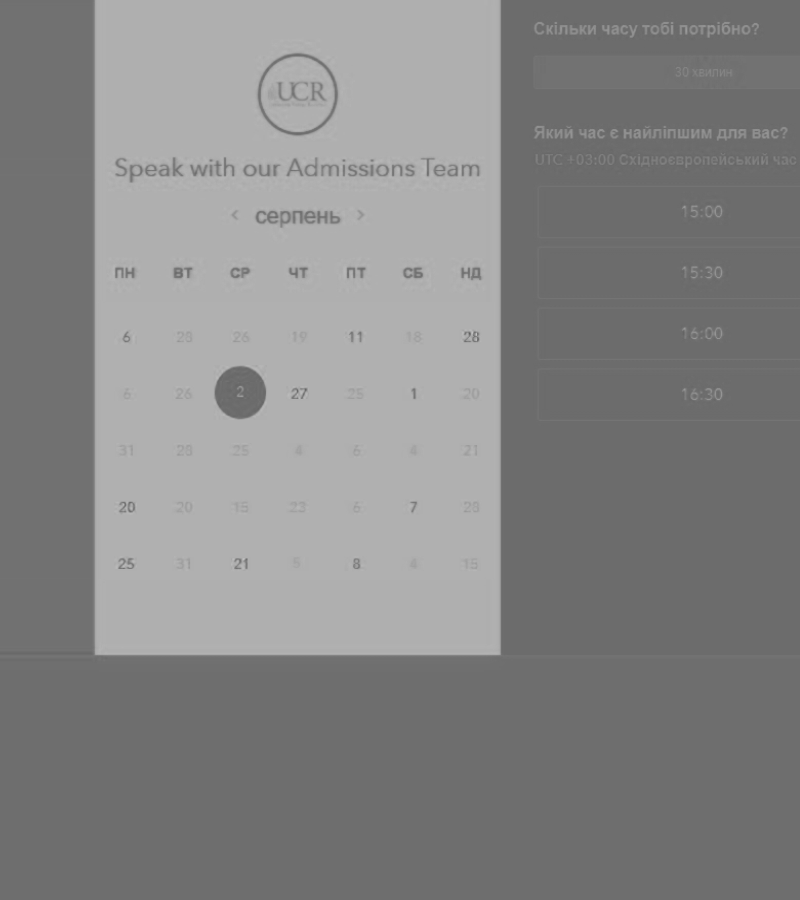 UCR
Speak with our Admissions Team
< серпень >
ПН ВТ СР ЧТ ПТ СБ НД
6 28 26 19 11 18 28
6 26 2 27 25 1 20
31 28 25 4 6 4 21
20 20 15 23 6 7 28
25 31 21 5 8 4 15
Скільки часу тобі потрібно?
30 хвилин
Який час є найліпшим для вас?
UTC +03:00 Східноєвропейський час
15:00
15:30
16:00
16:30